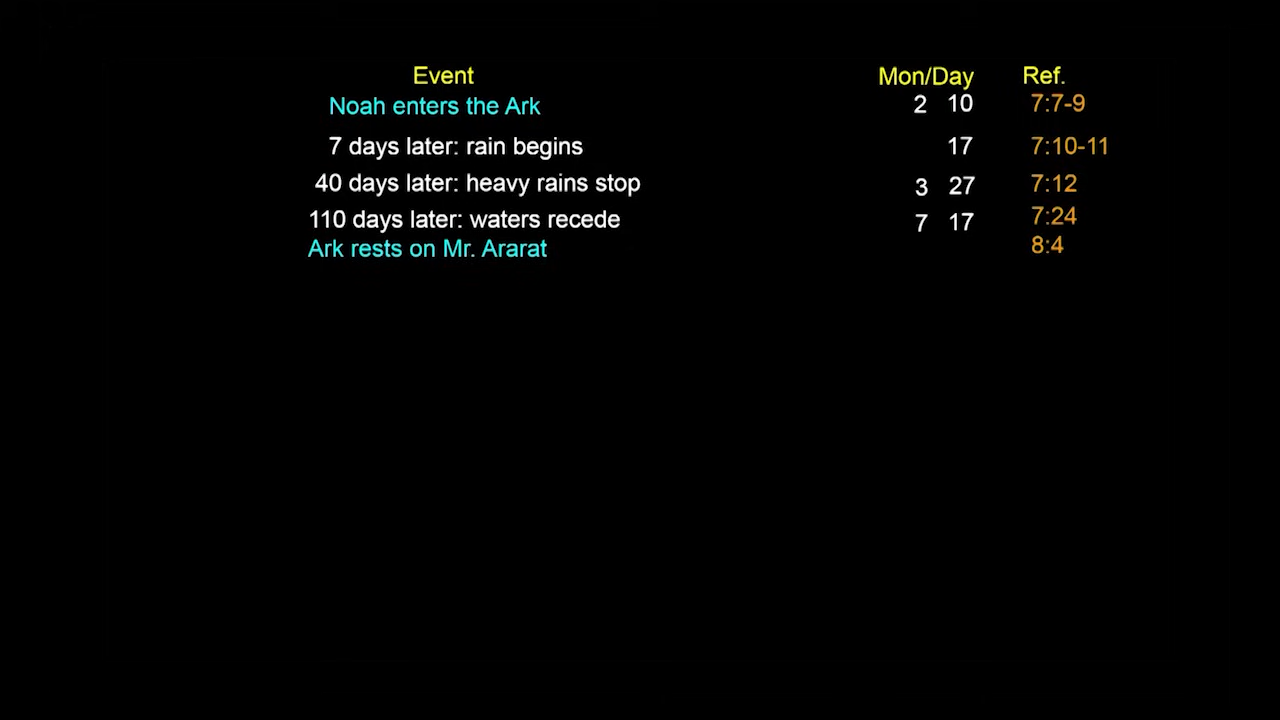 Event Mon/Day Ref.
Noah enters the Ark 2 10 7:7-9
7 days later: rain begins 17 7:10-11
40 days later: heavy rains stop 3 27 7:12
110 days later: waters recede 7 17 7:24
Ark rests on Mr. Ararat 8:4